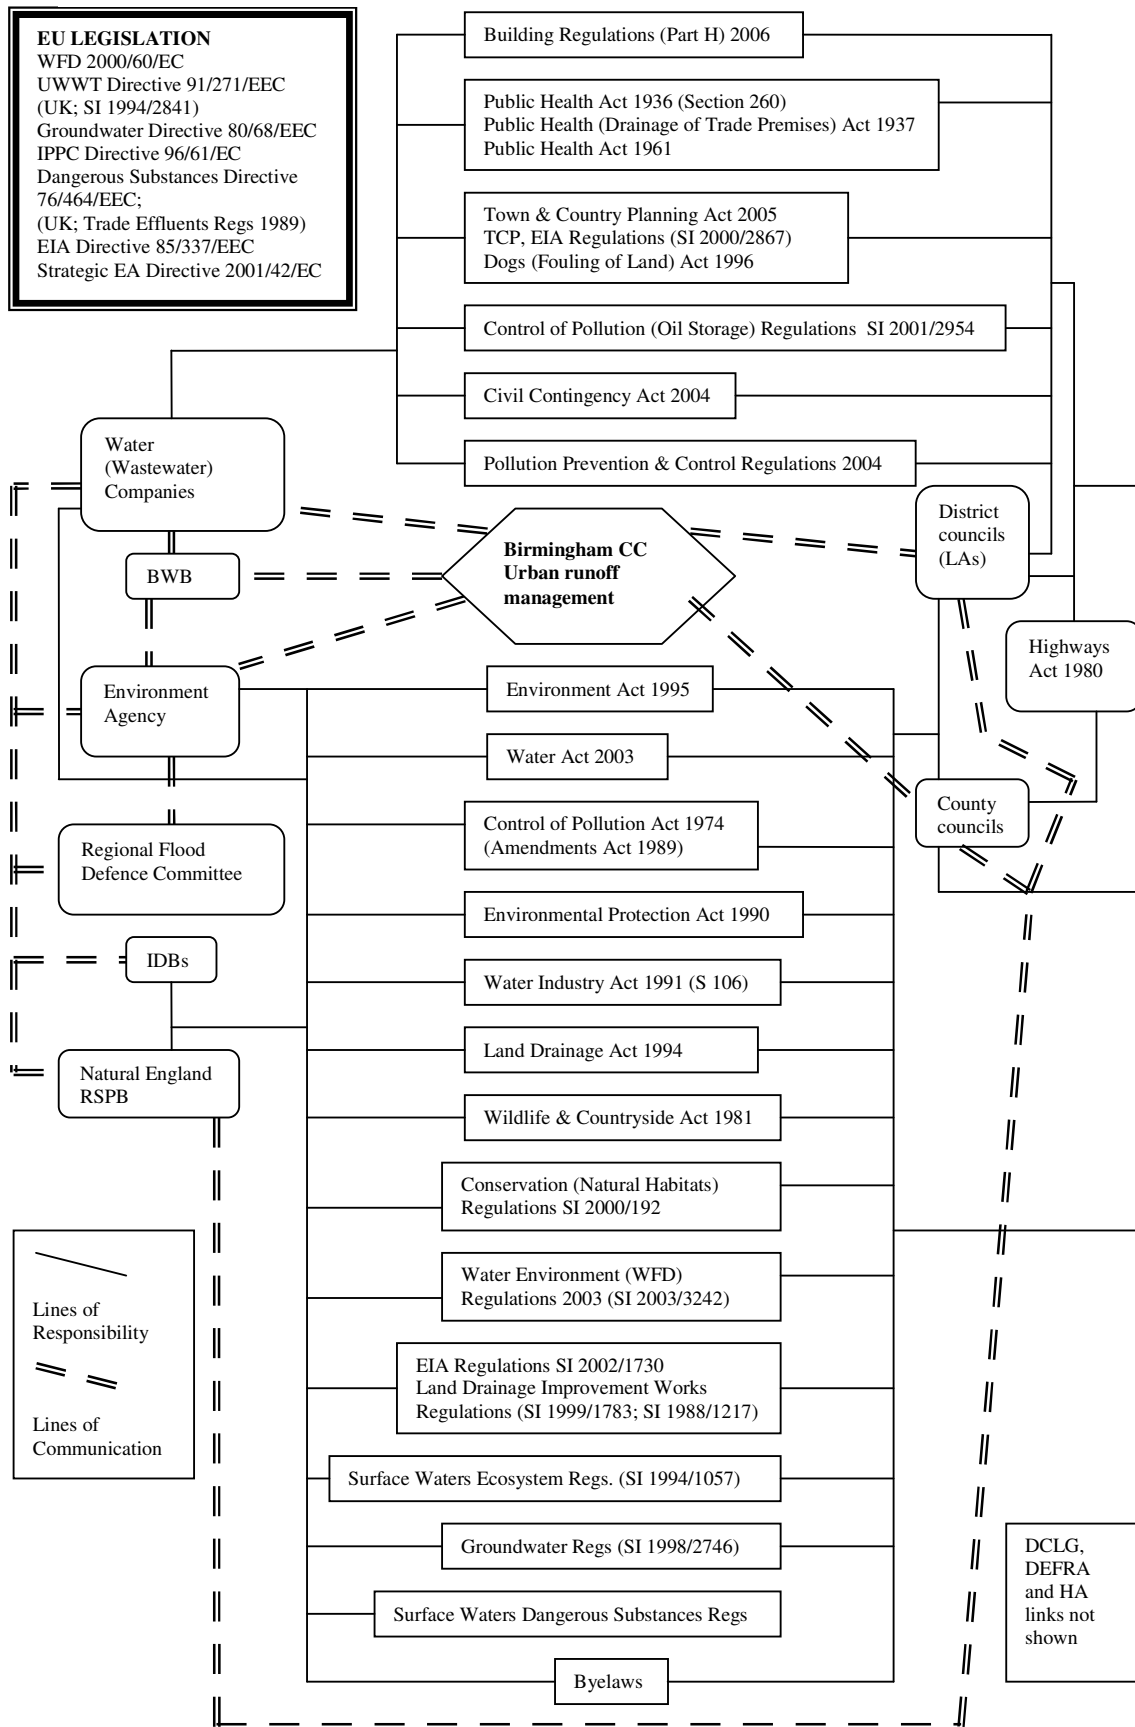 EU LEGISLATION
WFD 2000/60/EC
UWWT Directive 91/271/EEC
(UK; SI 1994/2841)
Groundwater Directive 80/68/EEC
IPPC Directive 96/61/EC
Dangerous Substances Directive
76/464/EEC;
(UK; Trade Effluents Regs 1989)
EIA Directive 85/337/EEC
Strategic EA Directive 2001/42/EC
Building Regulations (Part H) 2006
Public Health Act 1936 (Section 260)
Public Health (Drainage of Trade Premises) Act 1937
Public Health Act 1961
Town & Country Planning Act 2005
TCP, EIA Regulations (SI 2000/2867)
Dogs (Fouling of Land) Act 1996
Control of Pollution (Oil Storage) Regulations SI 2001/2954
Civil Contingency Act 2004
Pollution Prevention & Control Regulations 2004
Water
(Wastewater)
Companies
BWB
Birmingham CC
Urban runoff
management
District
councils
(LAs)
Highways
Act 1980
Environment
Agency
Regional Flood
Defence Committee
IDBs
Natural England
RSPB
County
councils
Environment Act 1995
Water Act 2003
Control of Pollution Act 1974
(Amendments Act 1989)
Environmental Protection Act 1990
Water Industry Act 1991 (S 106)
Land Drainage Act 1994
Wildlife & Countryside Act 1981
Conservation (Natural Habitats)
Regulations SI 2000/192
Water Environment (WFD)
Regulations 2003 (SI 2003/3242)
EIA Regulations SI 2002/1730
Land Drainage Improvement Works
Regulations (SI 1999/1783; SI 1988/1217)
Surface Waters Ecosystem Regs. (SI 1994/1057)
Groundwater Regs (SI 1998/2746)
Surface Waters Dangerous Substances Regs
Byelaws
Lines of
Responsibility
Lines of
Communication
DCLG,
DEFRA
and HA
links not
shown